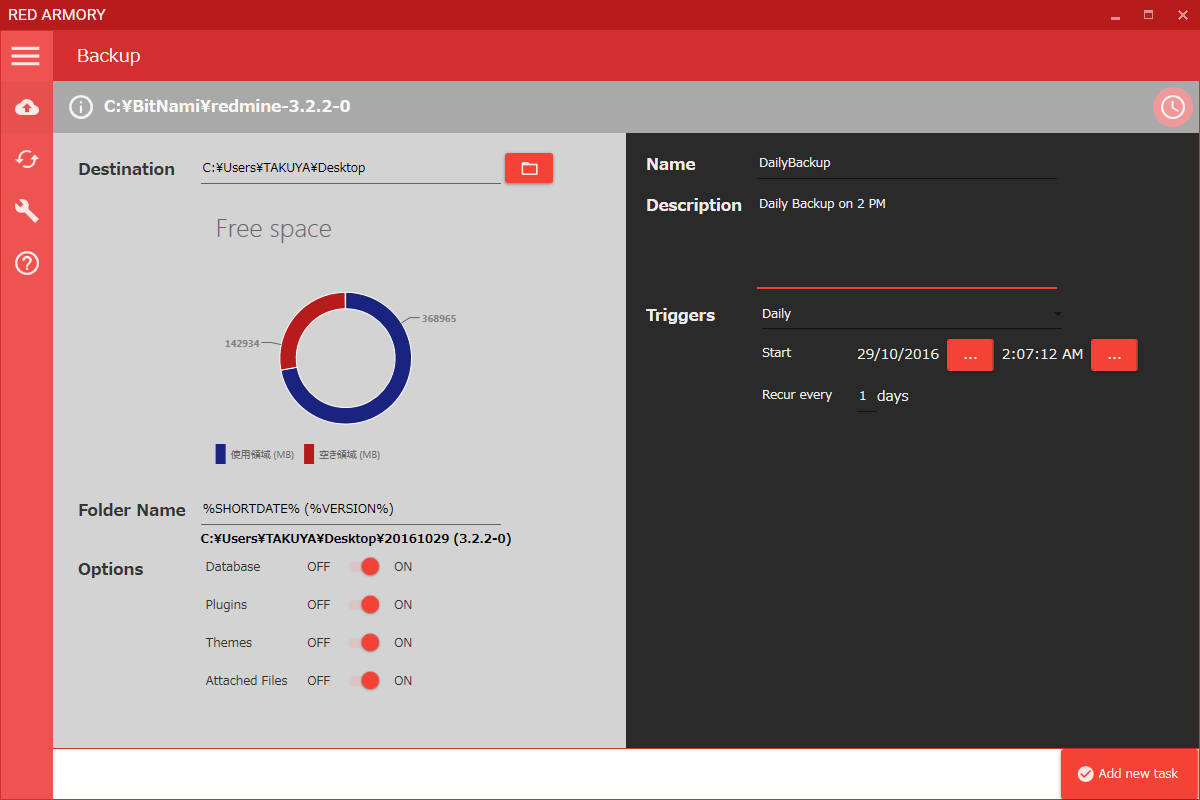 RED ARMORY
Backup
C:¥BitNami¥redmine-3.2.2-0
Destination
C:¥Users¥TAKUYA¥Desktop
Free space
368965
142934
使用領域 (MB) 空き領域 (MB)
Folder Name
%SHORTDATE% (%VERSION%)
C:¥Users¥TAKUYA¥Desktop¥20161029 (3.2.2-0)
Options
Database OFF ON
Plugins OFF ON
Themes OFF ON
Attached Files OFF ON
Name DailyBackup
Description Daily Backup on 2 PM
Triggers Daily
Start 29/10/2016 ... 2:07:12 AM ...
Recur every 1 days
Add new task